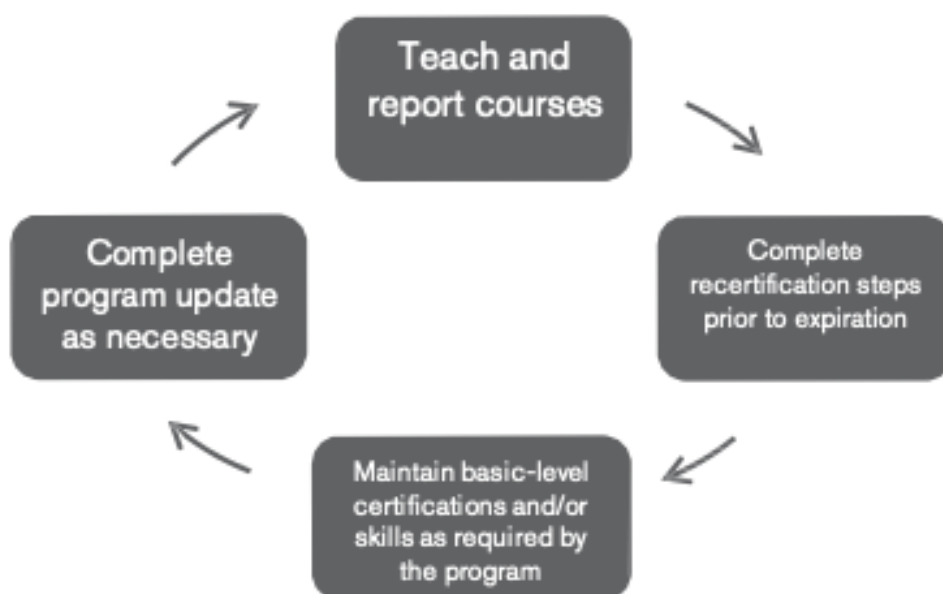 Teach and
report courses
Complete
recertification steps
prior to expiration
Maintain basic-level
certifications and/or
skills as required by
the program
Complete
program update
as necessary